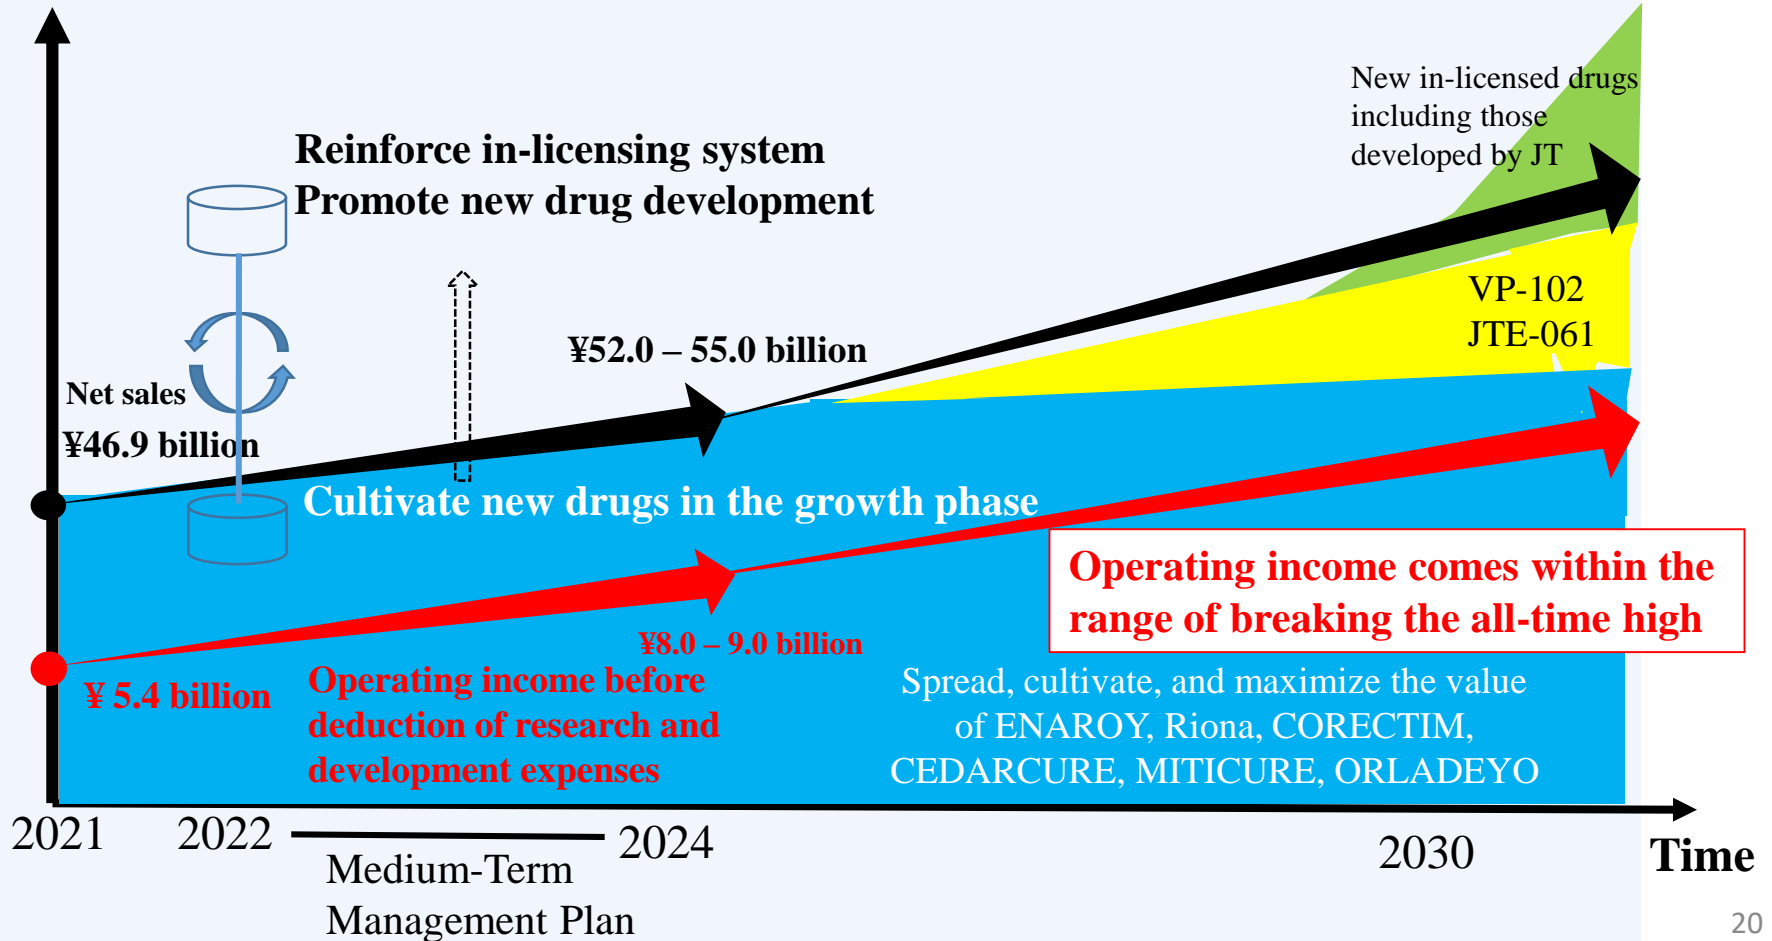 New in-licensed drugs
including those
developed by JT
Reinforce in-licensing system
Promote new drug development
VP-102
JTE-061
¥52.0 – 55.0 billion
Net sales
¥46.9 billion
Cultivate new drugs in the growth phase
Operating income comes within the
range of breaking the all-time high
¥8.0 – 9.0 billion
¥ 5.4 billion
Operating income before
deduction of research and
development expenses
Spread, cultivate, and maximize the value
of ENAROY, Riona, CORECTIM,
CEDARCURE, MITICURE, ORLADEYO
2021
2022
2024
2030
Time
Medium-Term
Management Plan
20